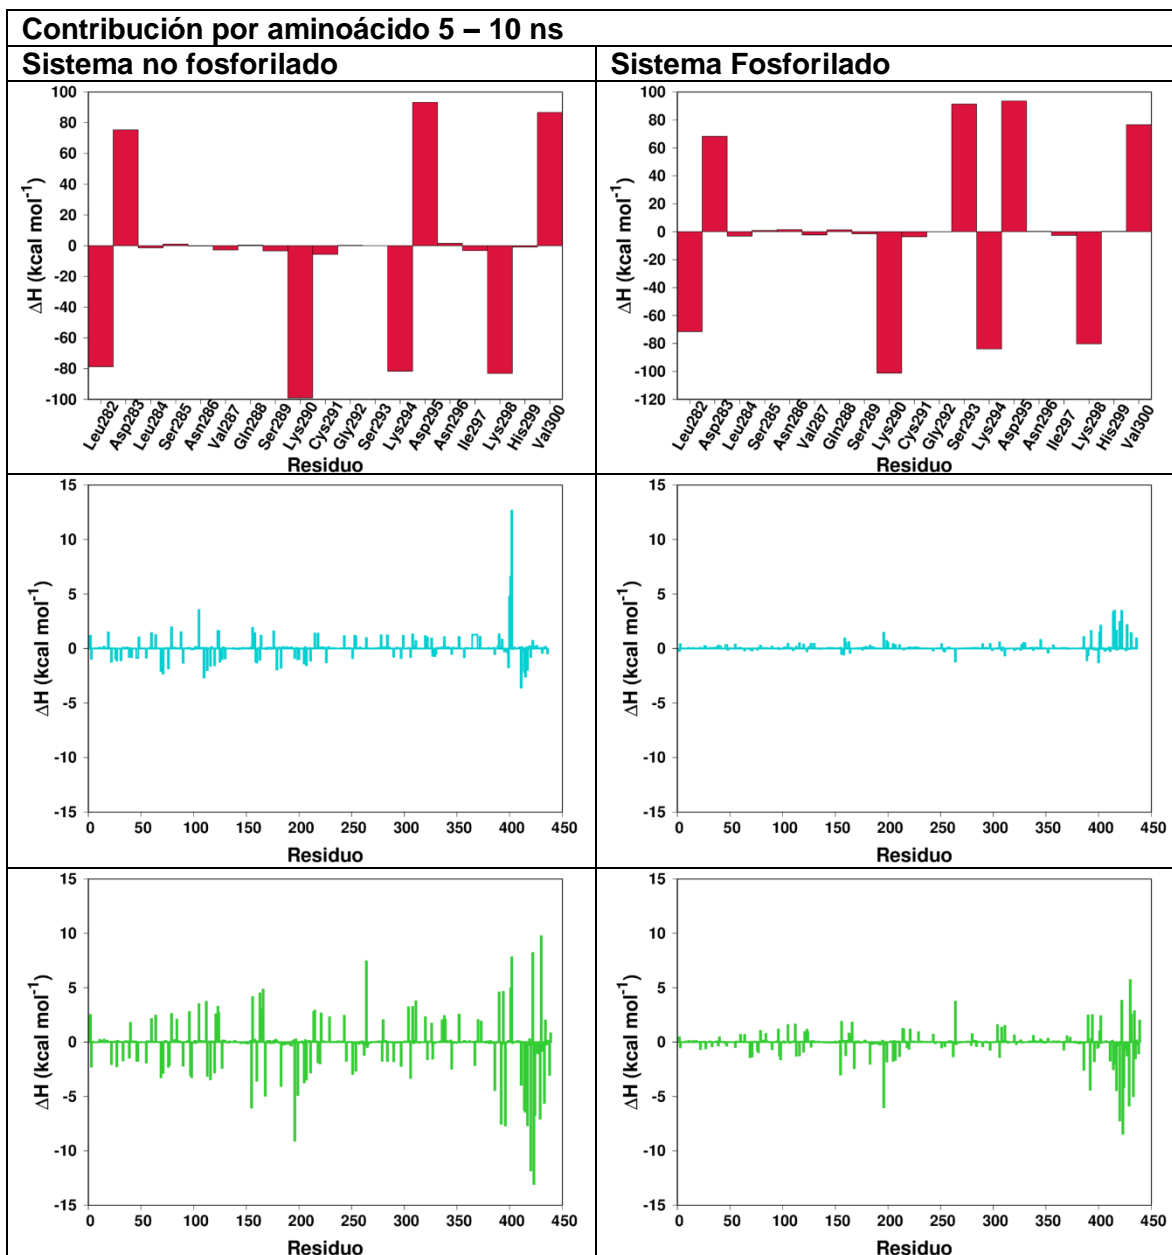 Contribución por aminoácido 5 – 10 ns
Sistema no fosforilado
Sistema Fosforilado
100
80
60
40
20
0
-20
-40
-60
-80
-100
ΔH (kcal mol-1)
Leu282 Asp283 Leu284 Ser285 Asn286 Val287 Gln288 Ser289 Lys290 Cys291 Gly292 Ser293 Lys294 Asp295 Asn296 Ile297 Lys298 His299 Val300
Residuo
100
80
60
40
20
0
-20
-40
-60
-80
-100
-120
ΔH (kcal mol-1)
Leu282 Asp283 Leu284 Ser285 Asn286 Val287 Gln288 Ser289 Lys290 Cys291 Gly292 Ser293 Lys294 Asp295 Asn296 Ile297 Lys298 His299 Val300
Residuo
15
10
5
0
-5
-10
-15
ΔH (kcal mol-1)
0 50 100 150 200 250 300 350 400 450
Residuo
15
10
5
0
-5
-10
-15
ΔH (kcal mol-1)
0 50 100 150 200 250 300 350 400 450
Residuo
15
10
5
0
-5
-10
-15
ΔH (kcal mol-1)
0 50 100 150 200 250 300 350 400 450
Residuo
15
10
5
0
-5
-10
-15
ΔH (kcal mol-1)
0 50 100 150 200 250 300 350 400 450
Residuo